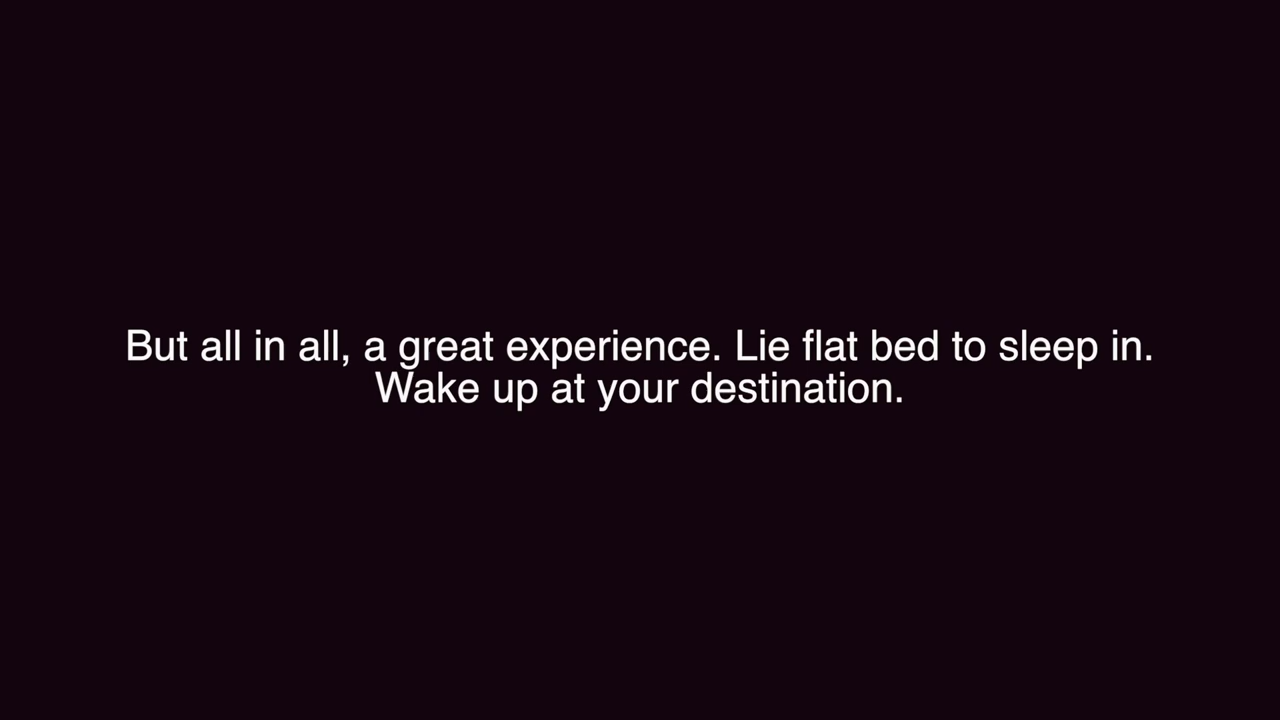 But all in all, a great experience. Lie flat bed to sleep in.
Wake up at your destination.